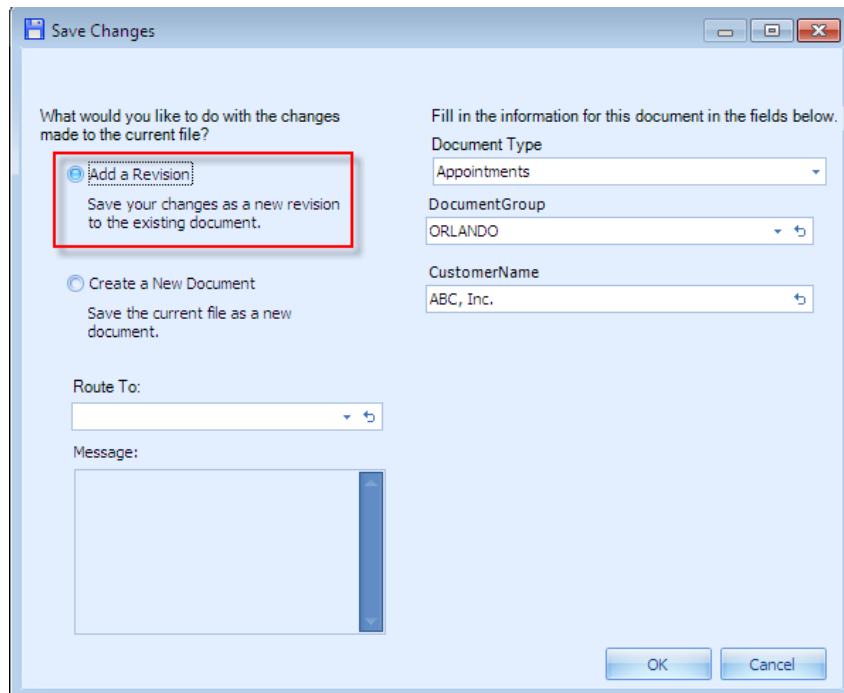 Save Changes
What would you like to do with the changes
made to the current file?
Add a Revision
Save your changes as a new revision
to the existing document.
Create a New Document
Save the current file as a new
document.
Route To:
Message:
Fill in the information for this document in the fields below.
Document Type
Appointments
DocumentGroup
ORLANDO
CustomerName
ABC, Inc.
OK
Cancel